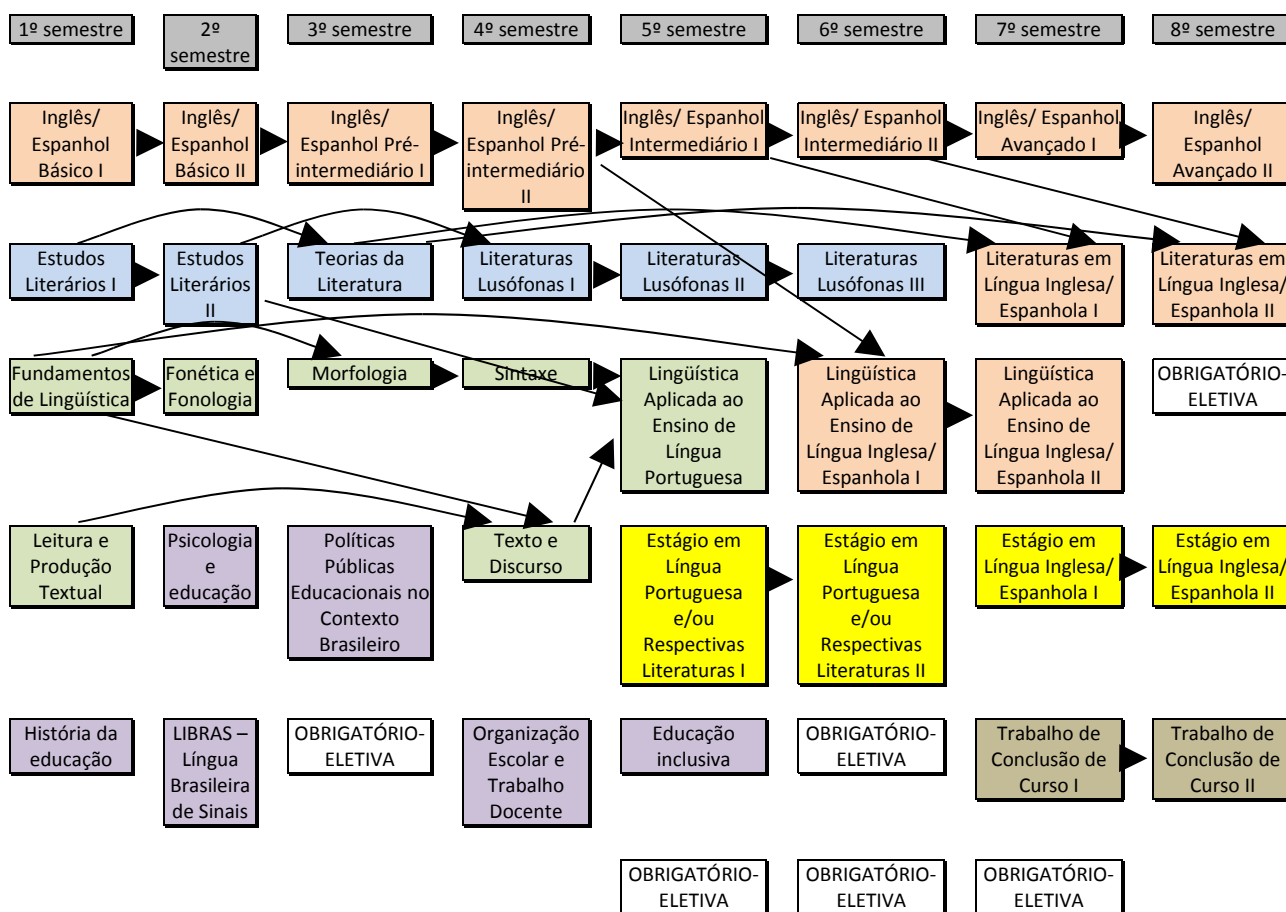 1º semestre
2º
semestre
3º semestre
4º semestre
5º semestre
6º semestre
7º semestre
8º semestre
Inglês/
Espanhol
Básico I
Inglês/
Espanhol
Básico II
Inglês/
Espanhol Pré-
intermediário I
Inglês/
Espanhol Pré-
intermediário
II
Inglês/ Espanhol
Intermediário I
Inglês/ Espanhol
Intermediário II
Inglês/ Espanhol
Avançado I
Inglês/
Espanhol
Avançado II
Estudos
Literários I
Estudos
Literários
II
Teorias da
Literatura
Literaturas
Lusófonas I
Literaturas
Lusófonas II
Literaturas
Lusófonas III
Literaturas em
Língua Inglesa/
Espanhola I
Literaturas em
Língua Inglesa/
Espanhola II
Fundamentos
de Lingüística
Fonética e
Fonologia
Morfologia
Sintaxe
Lingüística
Aplicada ao
Ensino de
Língua
Portuguesa
Lingüística
Aplicada ao
Ensino de
Língua Inglesa/
Espanhola I
Lingüística
Aplicada ao
Ensino de
Língua Inglesa/
Espanhola II
OBRIGATÓRIO-
ELETIVA
Leitura e
Produção
Textual
Psicologia
e
educação
Políticas
Públicas
Educacionais no
Contexto
Brasileiro
Texto e
Discurso
Estágio em
Língua
Portuguesa
e/ou
Respectivas
Literaturas I
Estágio em
Língua
Portuguesa
e/ou
Respectivas
Literaturas II
Estágio em
Língua Inglesa/
Espanhola I
Estágio em
Língua Inglesa/
Espanhola II
História da
educação
LIBRAS –
Língua
Brasileira
de Sinais
OBRIGATÓRIO-
ELETIVA
Organização
Escolar e
Trabalho
Docente
Educação
inclusiva
OBRIGATÓRIO-
ELETIVA
Trabalho de
Conclusão de
Curso I
Trabalho de
Conclusão de
Curso II
OBRIGATÓRIO-
ELETIVA
OBRIGATÓRIO-
ELETIVA
OBRIGATÓRIO-
ELETIVA